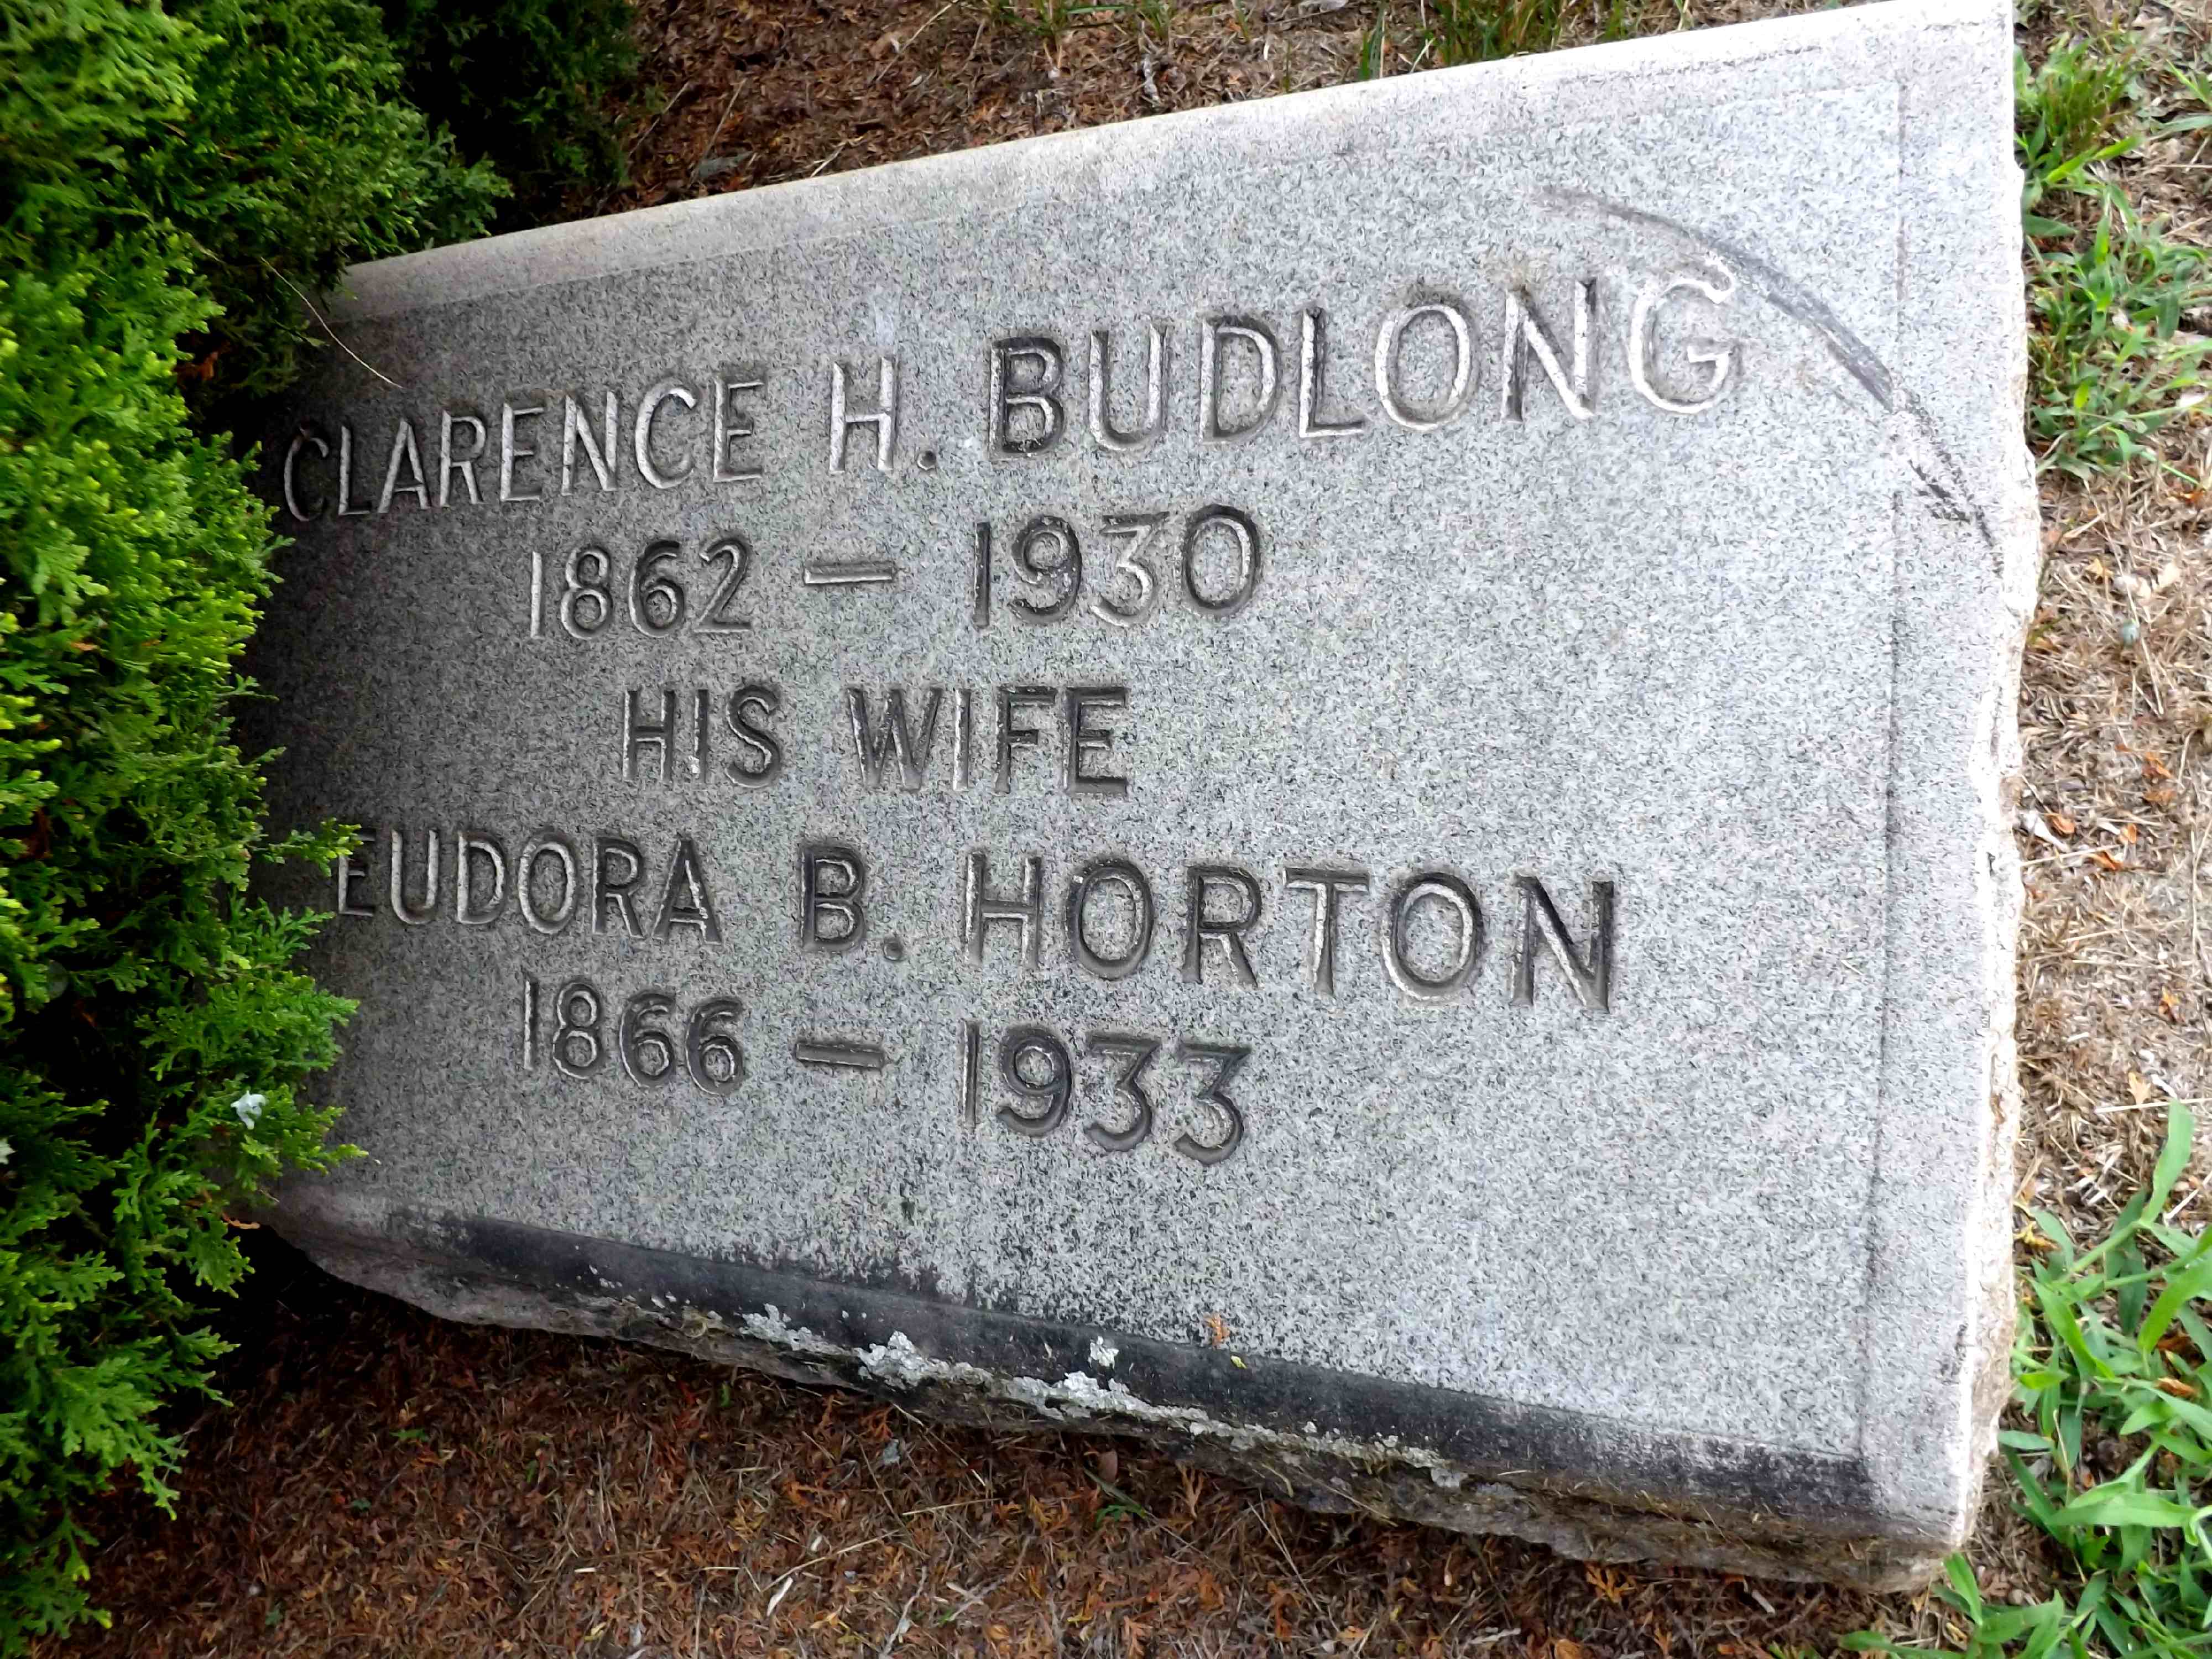 CLARENCE H. BUDLONG
1862 — 1930
HIS WIFE
EUDORA B. HORTON
1866 — 1933